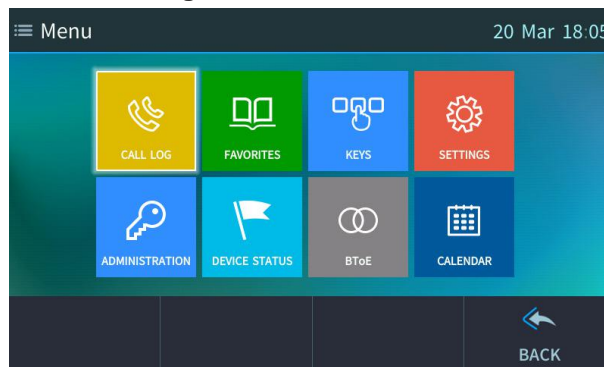 Menu 20 Mar 18:05
CALL LOG FAVORITES KEYS SETTINGS
ADMINISTRATION DEVICE STATUS BToE CALENDAR
BACK